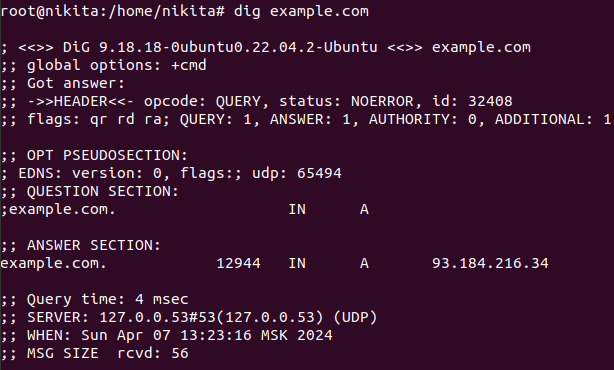 root@nikita:/home/nikita# dig example.com

; <<>> DiG 9.18.18-0ubuntu0.22.04.2-Ubuntu <<>> example.com
;; global options: +cmd
;; Got answer:
;; ->>HEADER<<- opcode: QUERY, status: NOERROR, id: 32408
;; flags: qr rd ra; QUERY: 1, ANSWER: 1, AUTHORITY: 0, ADDITIONAL: 1

;; OPT PSEUDOSECTION:
; EDNS: version: 0, flags:; udp: 65494
;; QUESTION SECTION:
;example.com.                   IN      A

;; ANSWER SECTION:
example.com.            12944   IN      A       93.184.216.34

;; Query time: 4 msec
;; SERVER: 127.0.0.53#53(127.0.0.53) (UDP)
;; WHEN: Sun Apr 07 13:23:16 MSK 2024
;; MSG SIZE  rcvd: 56